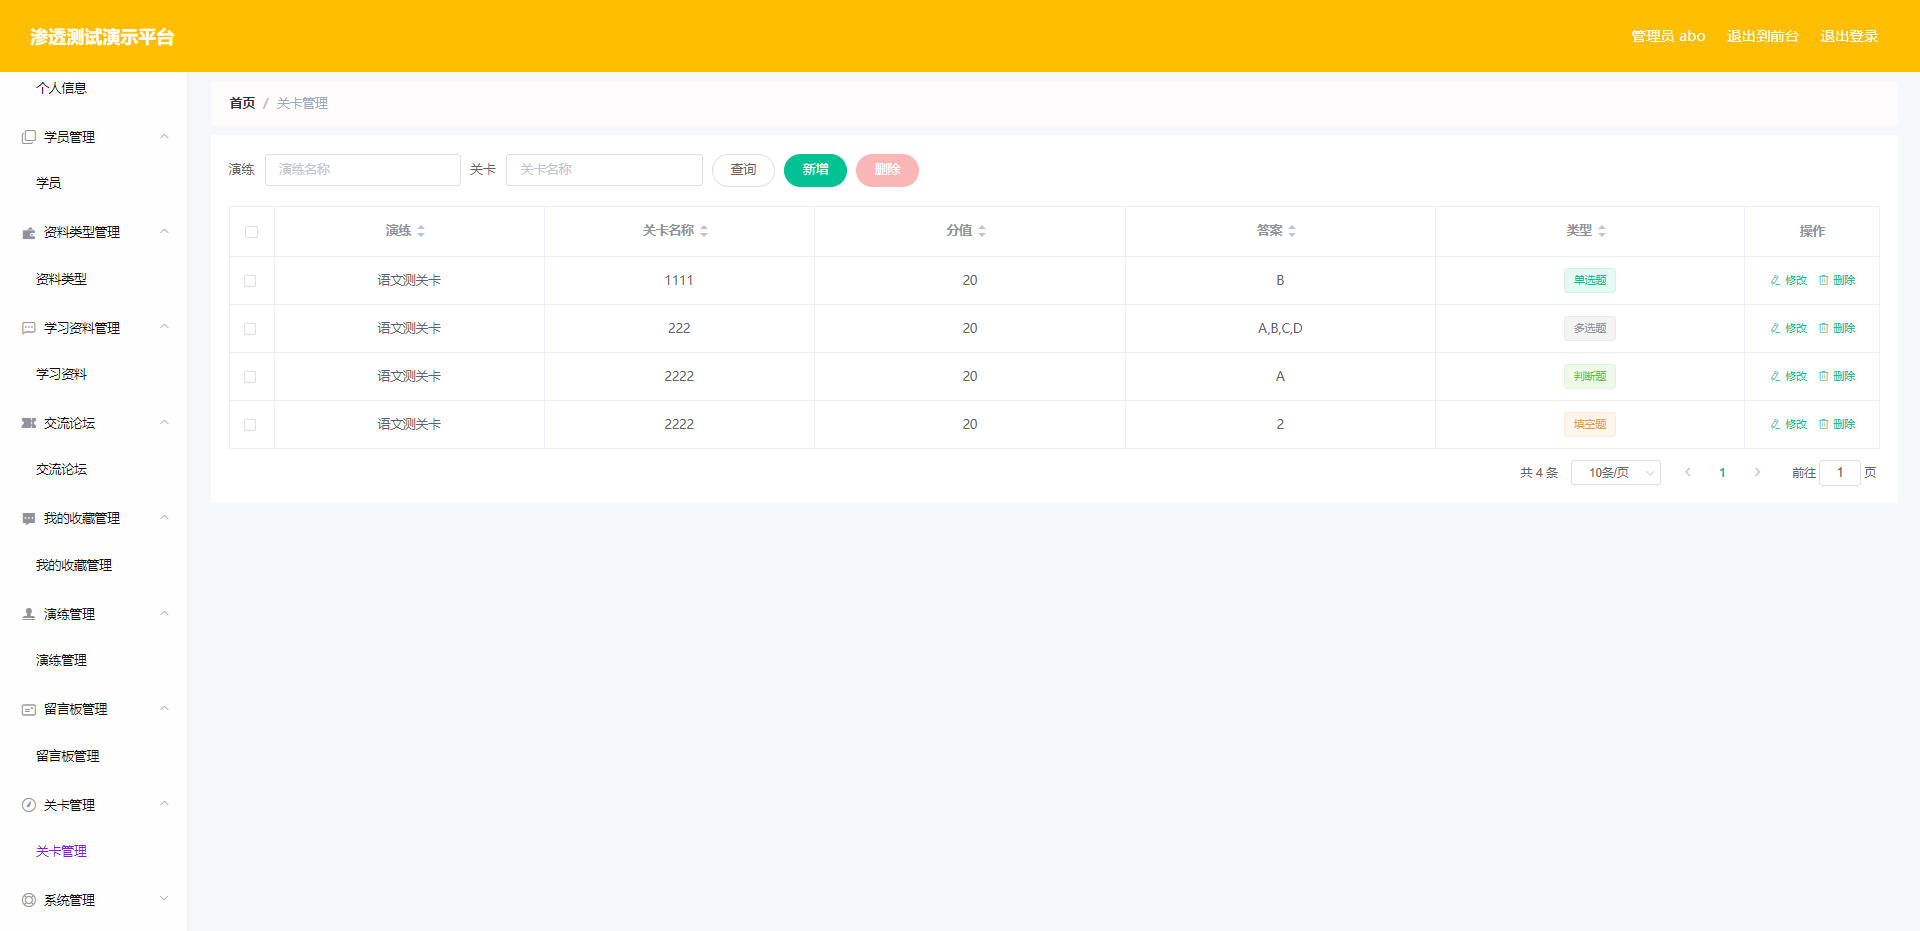 渗透测试演示平台
管理员 abo 退出到前台 退出登录
个人信息
学员管理
学员
资料类型管理
资料类型
学习资料管理
学习资料
交流论坛
交流论坛
我的收藏管理
我的收藏管理
演练管理
演练管理
留言板管理
留言板管理
关卡管理
关卡管理
系统管理
首页 / 关卡管理
演练 演练名称 关卡 关卡名称 查询 新增 删除
演练 关卡名称 分值 答案 类型 操作
语文测关卡 1111 20 B 单选题 修改 删除
语文测关卡 222 20 A,B,C,D 多选题 修改 删除
语文测关卡 2222 20 A 判断题 修改 删除
语文测关卡 2222 20 2 填空题 修改 删除
共 4 条 10条/页 1 前往 1 页